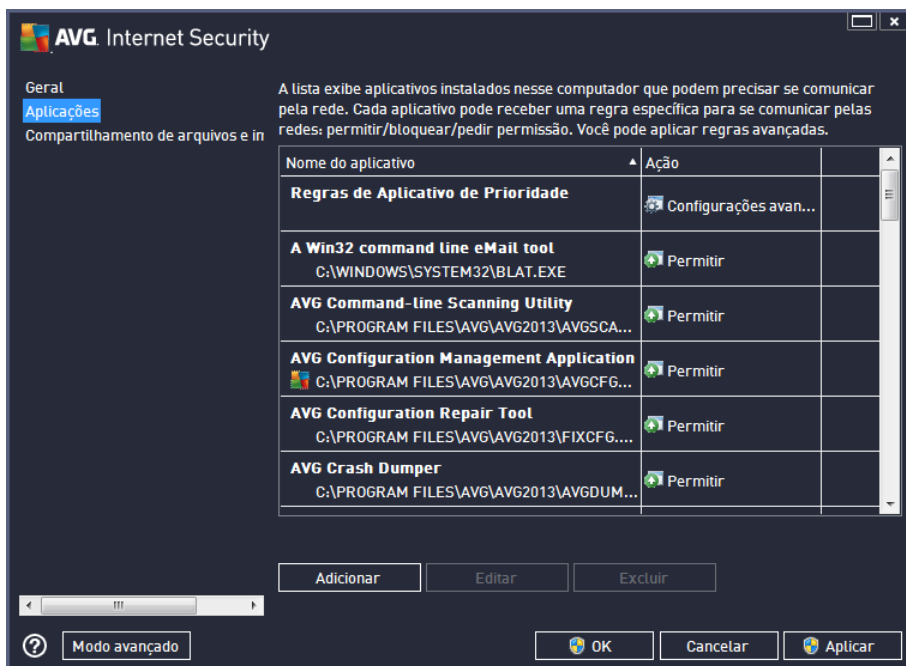 AVG. Internet Security
Geral
Aplicações
Compartilhamento de arquivos e in
A lista exibe aplicativos instalados nesse computador que podem precisar se comunicar
pela rede. Cada aplicativo pode receber uma regra específica para se comunicar pelas
redes: permitir/bloquear/pedir permissão. Você pode aplicar regras avançadas.
Nome do aplicativo Ação
Regras de Aplicativo de Prioridade
Configurações avan...
A Win32 command line eMail tool
C:\WINDOWS\SYSTEM32\BLAT.EXE
Permitir
AVG Command-line Scanning Utility
C:\PROGRAM FILES\AVG\AVG2013\AVGSCA...
Permitir
AVG Configuration Management Application
C:\PROGRAM FILES\AVG\AVG2013\AVGCFG...
Permitir
AVG Configuration Repair Tool
C:\PROGRAM FILES\AVG\AVG2013\FIXCFG....
Permitir
AVG Crash Dumper
C:\PROGRAM FILES\AVG\AVG2013\AVGDUM...
Permitir
Adicionar Editar Excluir
? Modo avançado OK Cancelar Aplicar